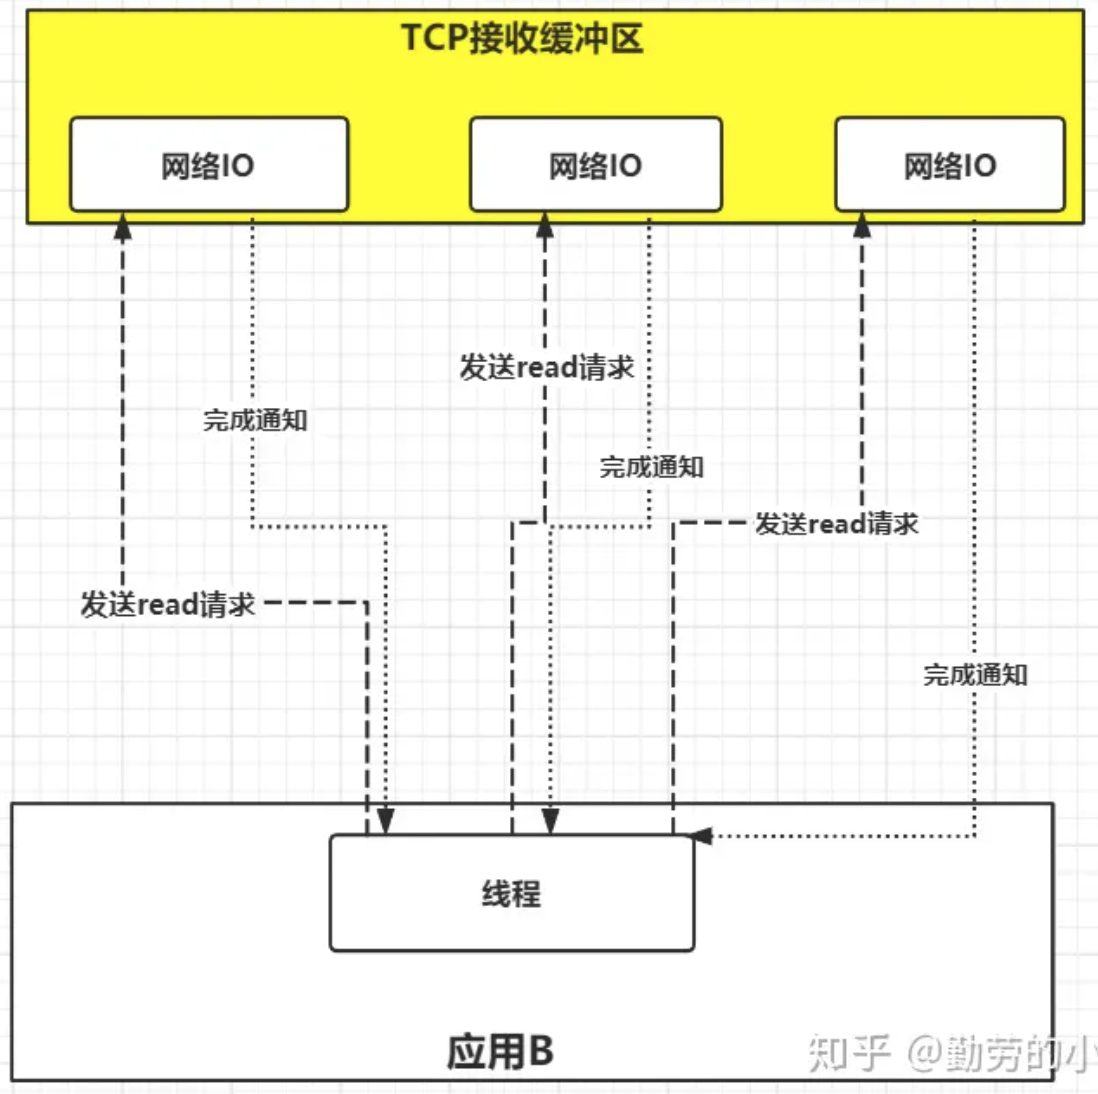 TCP接收缓冲区
网络IO
网络IO
网络IO
发送read请求
完成通知
完成通知
发送read请求
发送read请求
完成通知
线程
应用B
知乎 @勤劳的小